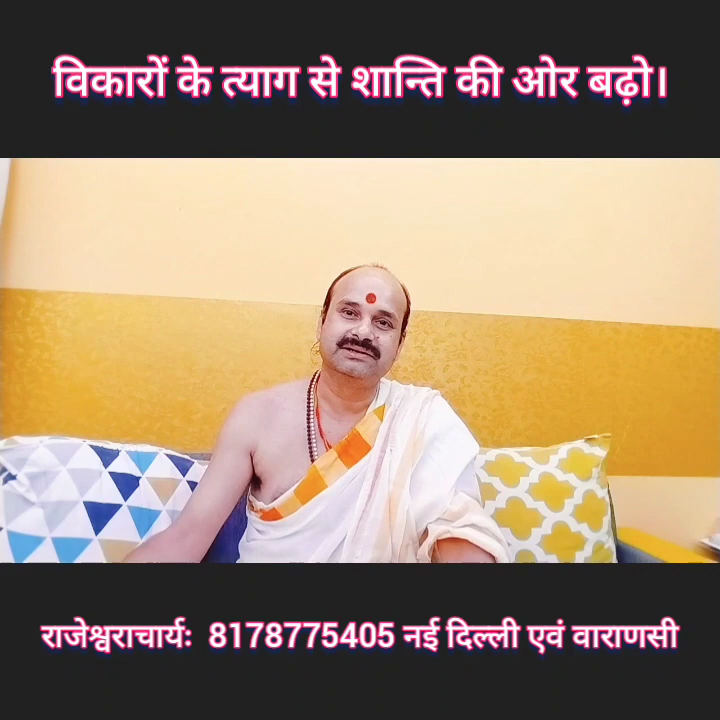 विकारों के त्याग से शान्ति की ओर बढ़ो।
राजेश्वराचार्यः 8178775405 नई दिल्ली एवं वाराणसी